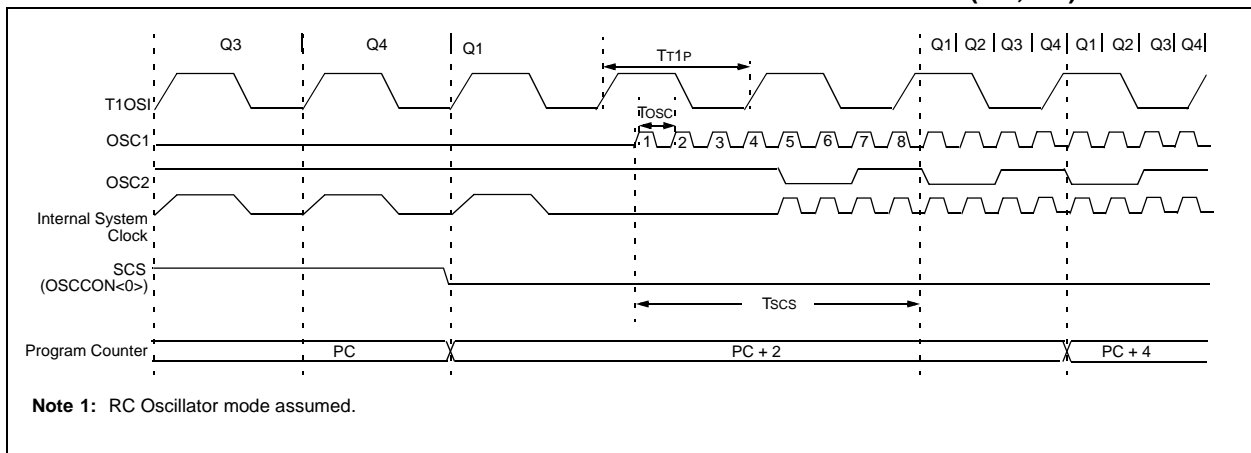 Q3 Q4 Q1 Q1 Q2 Q3 Q4 Q1 Q2 Q3 Q4
TT1P
T1OSI
TOSC
OSC1
1 2 3 4 5 6 7 8
OSC2
Internal System
Clock
SCS
(OSCCON<0>)
TSCS
Program Counter PC PC + 2 PC + 4
Note 1: RC Oscillator mode assumed.